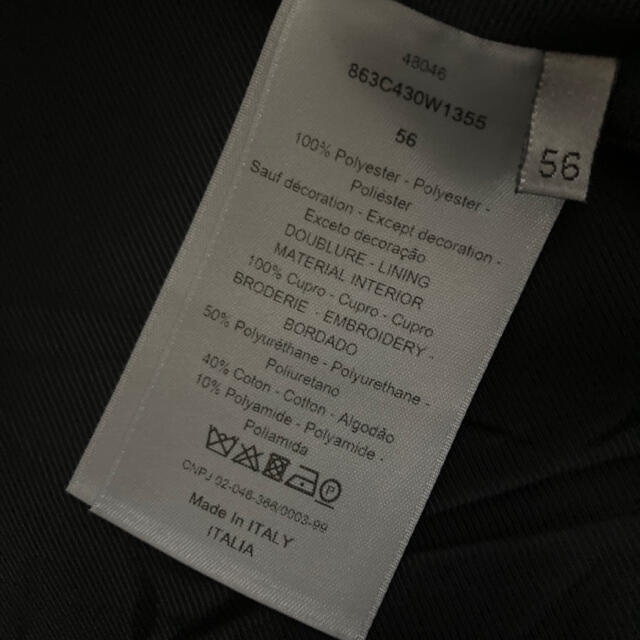 48046
863C430W1355
56
100% Polyester - Polyester -
Poliéster
Sauf décoration - Except decoration -
Exceto decoração
DOUBLURE - LINING
MATERIAL INTERIOR
100% Cupro - Cupro - Cupro
BRODERIE - EMBROIDERY -
BORDADO
50% Polyuréthane - Polyurethane -
Poliuretano
40% Coton - Cotton - Algodão
10% Polyamide - Polyamide -
Poliamida
CNPJ 02-046-366/0003-99
Made In ITALY
ITALIA
56